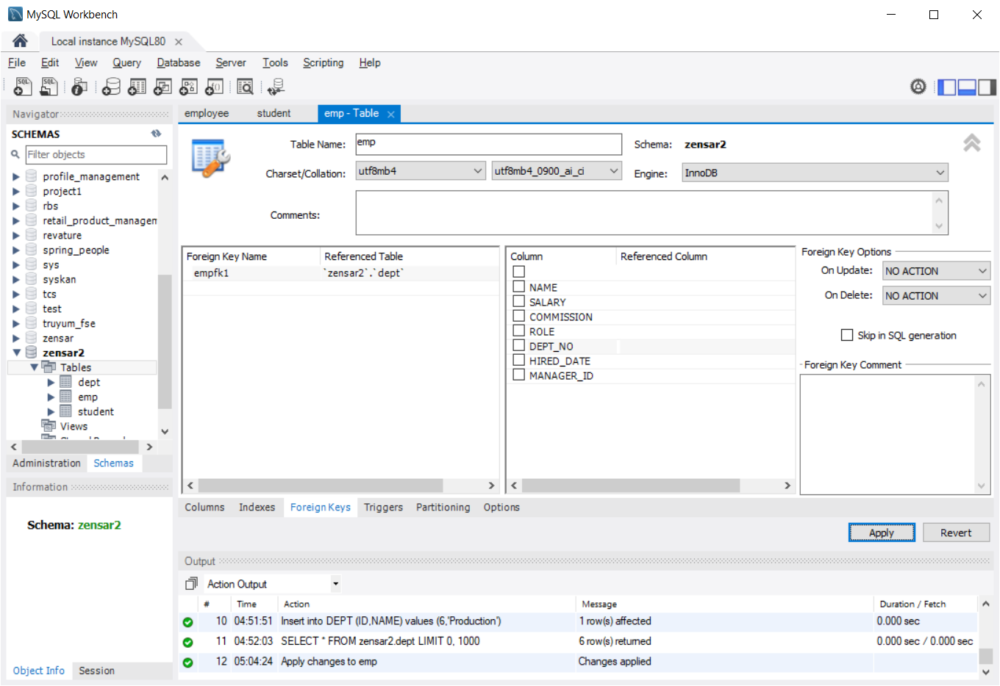 MySQL Workbench
Local instance MySQL80
File Edit View Query Database Server Tools Scripting Help
Navigator
SCHEMAS
Filter objects
profile_management
project1
rbs
retail_product_managem
revature
spring_people
sys
syskan
tcs
test
truyum_fse
zensar
zensar2
Tables
dept
emp
student
Views
Administration Schemas
Information
Schema: zensar2
Object Info Session
employee student emp - Table
Table Name: emp Schema: zensar2
Charset/Collation: utf8mb4 utf8mb4_0900_ai_ci Engine: InnoDB
Comments:
Foreign Key Name Referenced Table
empfk1 `zensar2`.`dept`
Column Referenced Column
NAME
SALARY
COMMISSION
ROLE
DEPT_NO
HIRED_DATE
MANAGER_ID
Foreign Key Options
On Update: NO ACTION
On Delete: NO ACTION
Skip in SQL generation
Foreign Key Comment
Columns Indexes Foreign Keys Triggers Partitioning Options
Apply Revert
Output
Action Output
# Time Action Message Duration / Fetch
10 04:51:51 Insert into DEPT (ID,NAME) values (6,'Production') 1 row(s) affected 0.000 sec
11 04:52:03 SELECT * FROM zensar2.dept LIMIT 0, 1000 6 row(s) returned 0.000 sec / 0.000 sec
12 05:04:24 Apply changes to emp Changes applied